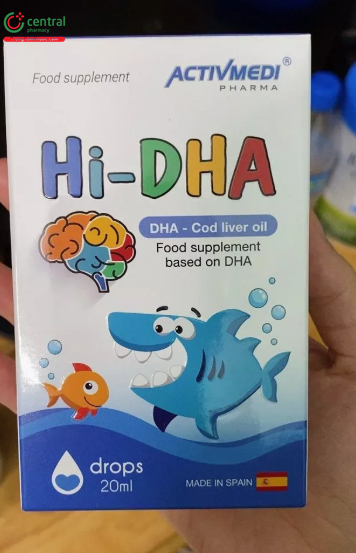 central
pharmacy
Food supplement
ACTIVMEDI®
PHARMA
Hi-DHA
DHA - Cod liver oil
Food supplement
based on DHA
drops
20ml
MADE IN SPAIN